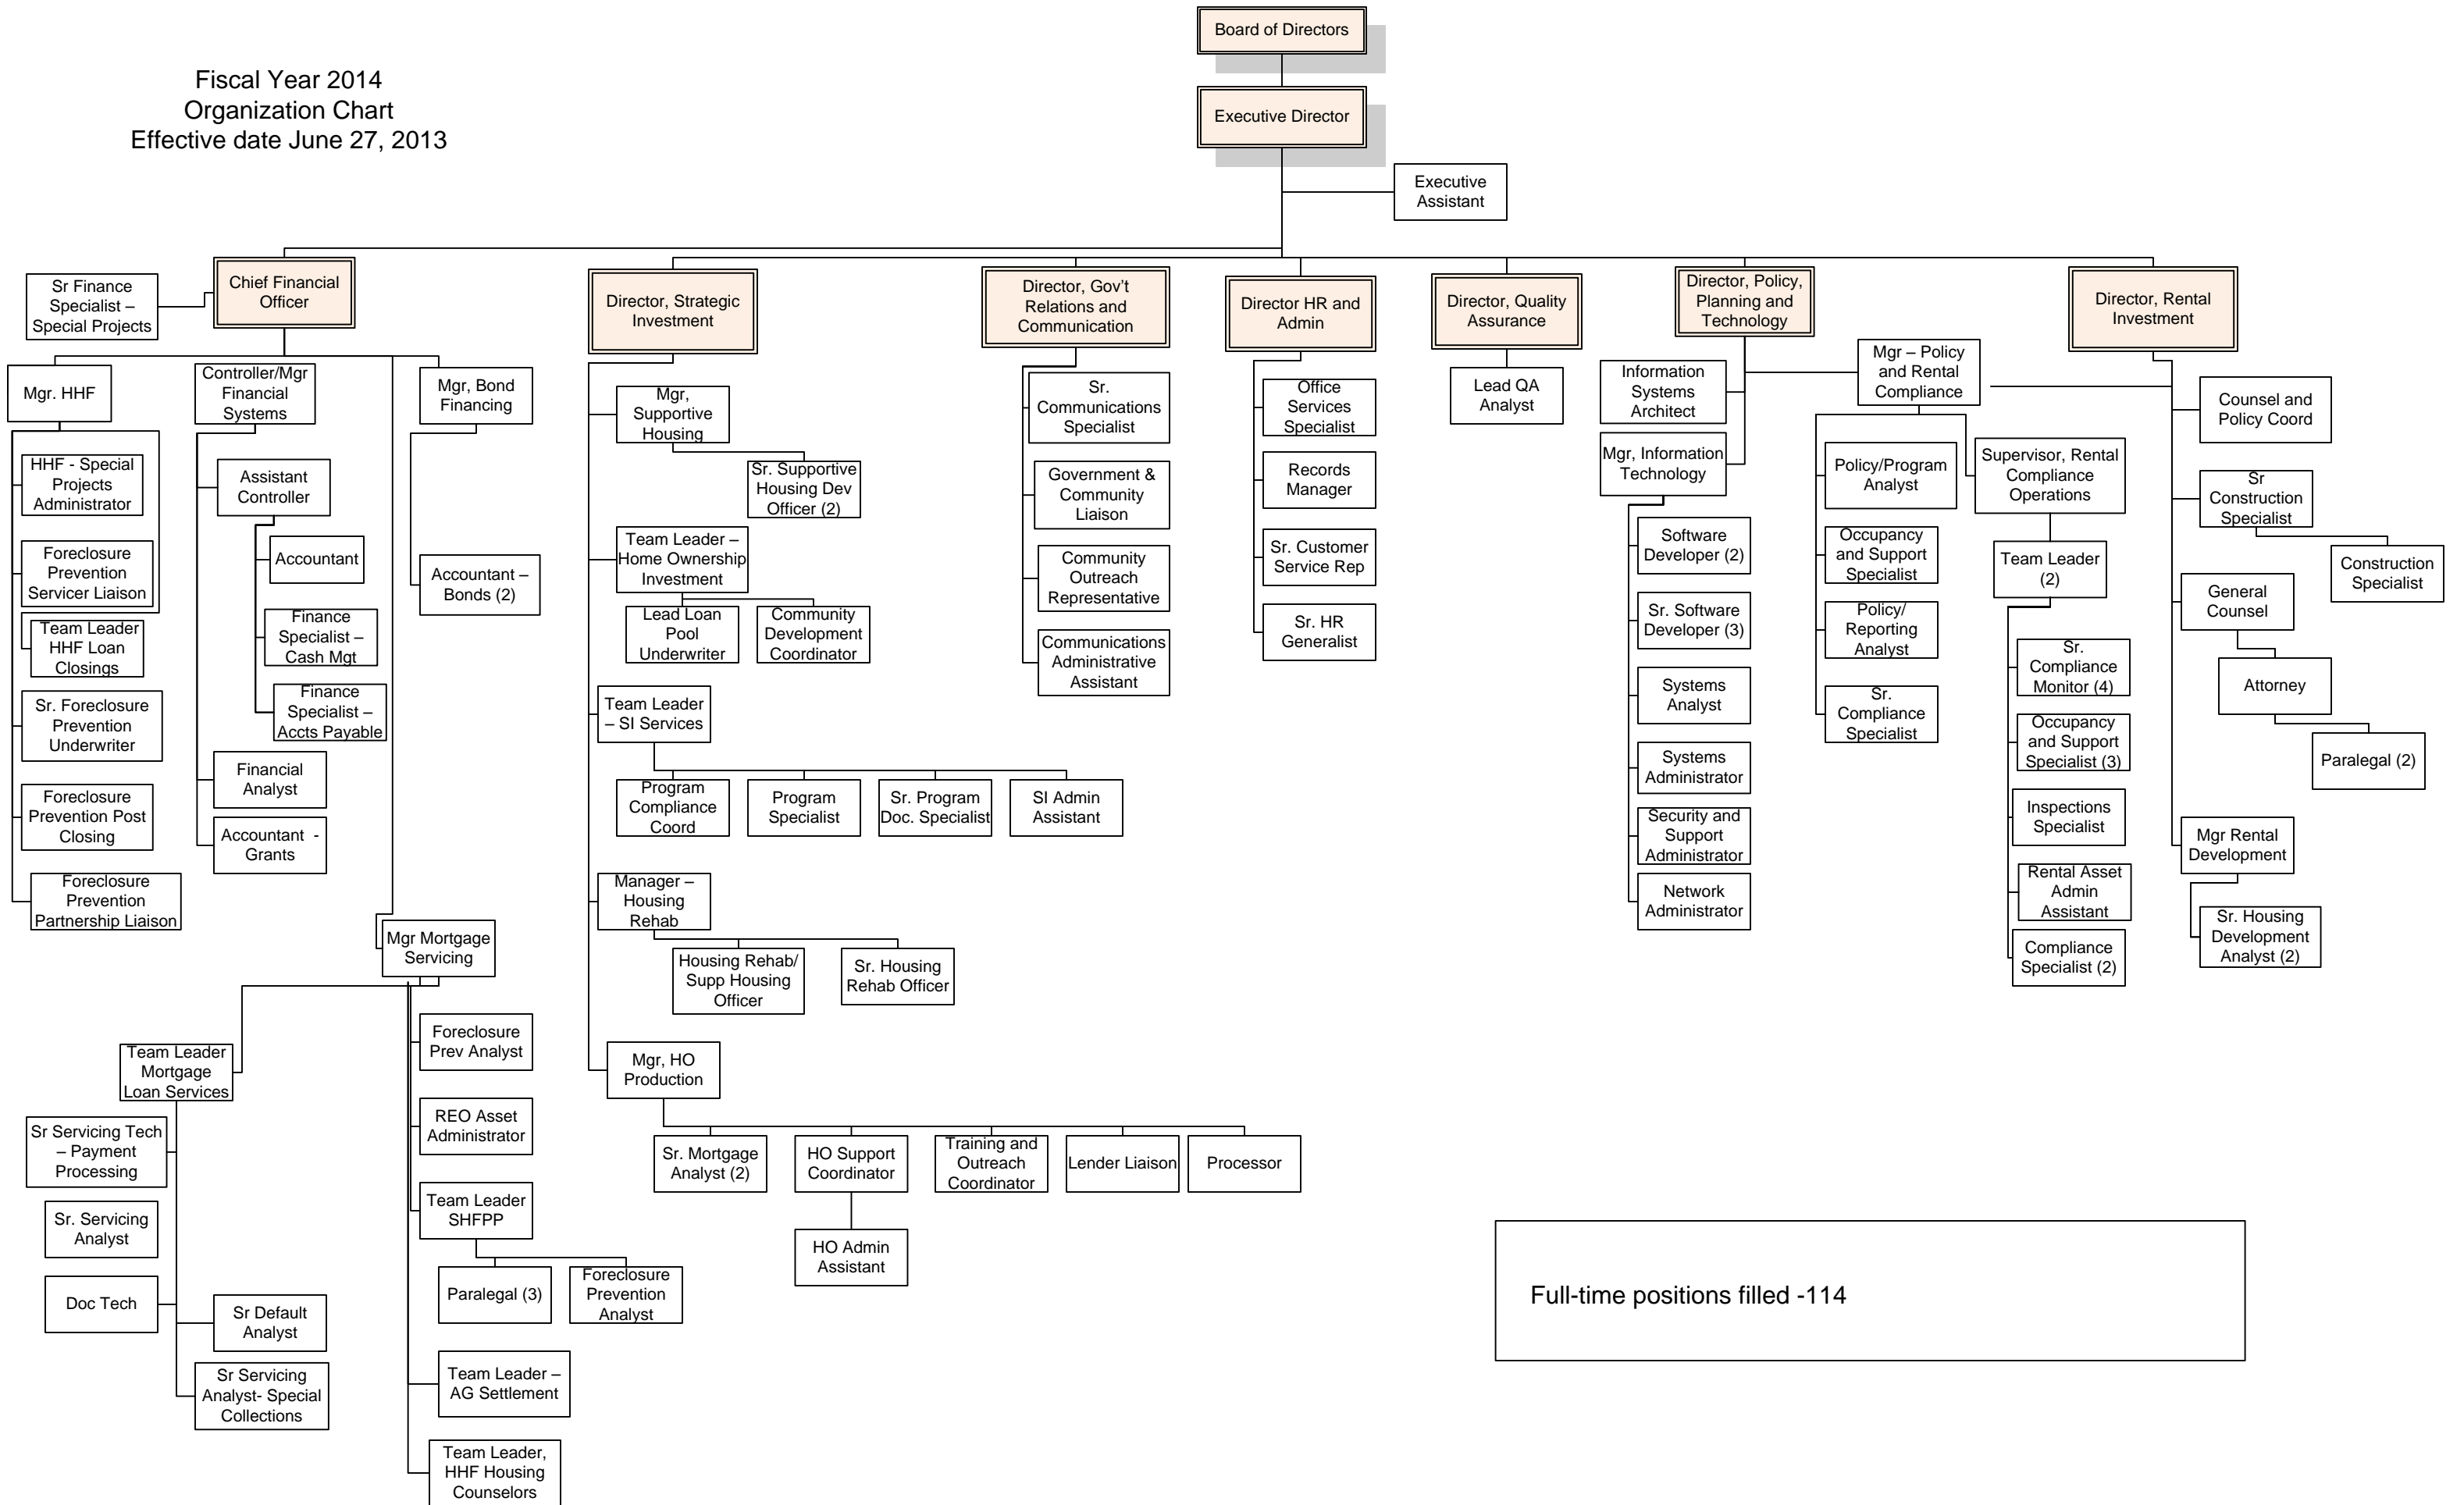 Board of Directors
Fiscal Year 2014
Organization Chart
Effective date June 27, 2013
Executive Director
Executive
Assistant
Sr Finance
Specialist –
Special Projects
Chief Financial
Officer
Director, Strategic
Investment
Director, Gov't
Relations and
Communication
Director HR and
Admin
Director, Quality
Assurance
Director, Policy,
Planning and
Technology
Director, Rental
Investment
Mgr. HHF
HHF - Special
Projects
Administrator
Foreclosure
Prevention
Servicer Liaison
Team Leader
HHF Loan
Closings
Sr. Foreclosure
Prevention
Underwriter
Foreclosure
Prevention Post
Closing
Foreclosure
Prevention
Partnership Liaison
Controller/Mgr
Financial
Systems
Assistant
Controller
Accountant
Finance
Specialist –
Cash Mgt
Finance
Specialist –
Accts Payable
Financial
Analyst
Accountant -
Grants
Mgr, Bond
Financing
Accountant –
Bonds (2)
Mgr Mortgage
Servicing
Team Leader
Mortgage
Loan Services
Sr Servicing Tech
– Payment
Processing
Sr. Servicing
Analyst
Doc Tech
Sr Default
Analyst
Sr Servicing
Analyst- Special
Collections
Foreclosure
Prev Analyst
REO Asset
Administrator
Team Leader
SHFPP
Paralegal (3)
Foreclosure
Prevention
Analyst
Team Leader –
AG Settlement
Team Leader,
HHF Housing
Counselors
Mgr,
Supportive
Housing
Sr. Supportive
Housing Dev
Officer (2)
Team Leader –
Home Ownership
Investment
Lead Loan
Pool
Underwriter
Community
Development
Coordinator
Team Leader
– SI Services
Program
Compliance
Coord
Program
Specialist
Sr. Program
Doc. Specialist
SI Admin
Assistant
Manager –
Housing
Rehab
Housing Rehab/
Supp Housing
Officer
Sr. Housing
Rehab Officer
Mgr, HO
Production
Sr. Mortgage
Analyst (2)
HO Support
Coordinator
Training and
Outreach
Coordinator
Lender Liaison
Processor
HO Admin
Assistant
Sr.
Communications
Specialist
Government &
Community
Liaison
Community
Outreach
Representative
Communications
Administrative
Assistant
Office
Services
Specialist
Records
Manager
Sr. Customer
Service Rep
Sr. HR
Generalist
Lead QA
Analyst
Information
Systems
Architect
Mgr, Information
Technology
Software
Developer (2)
Sr. Software
Developer (3)
Systems
Analyst
Systems
Administrator
Security and
Support
Administrator
Network
Administrator
Mgr – Policy
and Rental
Compliance
Policy/Program
Analyst
Occupancy
and Support
Specialist
Policy/
Reporting
Analyst
Sr.
Compliance
Specialist
Supervisor, Rental
Compliance
Operations
Team Leader
(2)
Sr.
Compliance
Monitor (4)
Occupancy
and Support
Specialist (3)
Inspections
Specialist
Rental Asset
Admin
Assistant
Compliance
Specialist (2)
Counsel and
Policy Coord
Sr
Construction
Specialist
Construction
Specialist
General
Counsel
Attorney
Paralegal (2)
Mgr Rental
Development
Sr. Housing
Development
Analyst (2)
Full-time positions filled -114